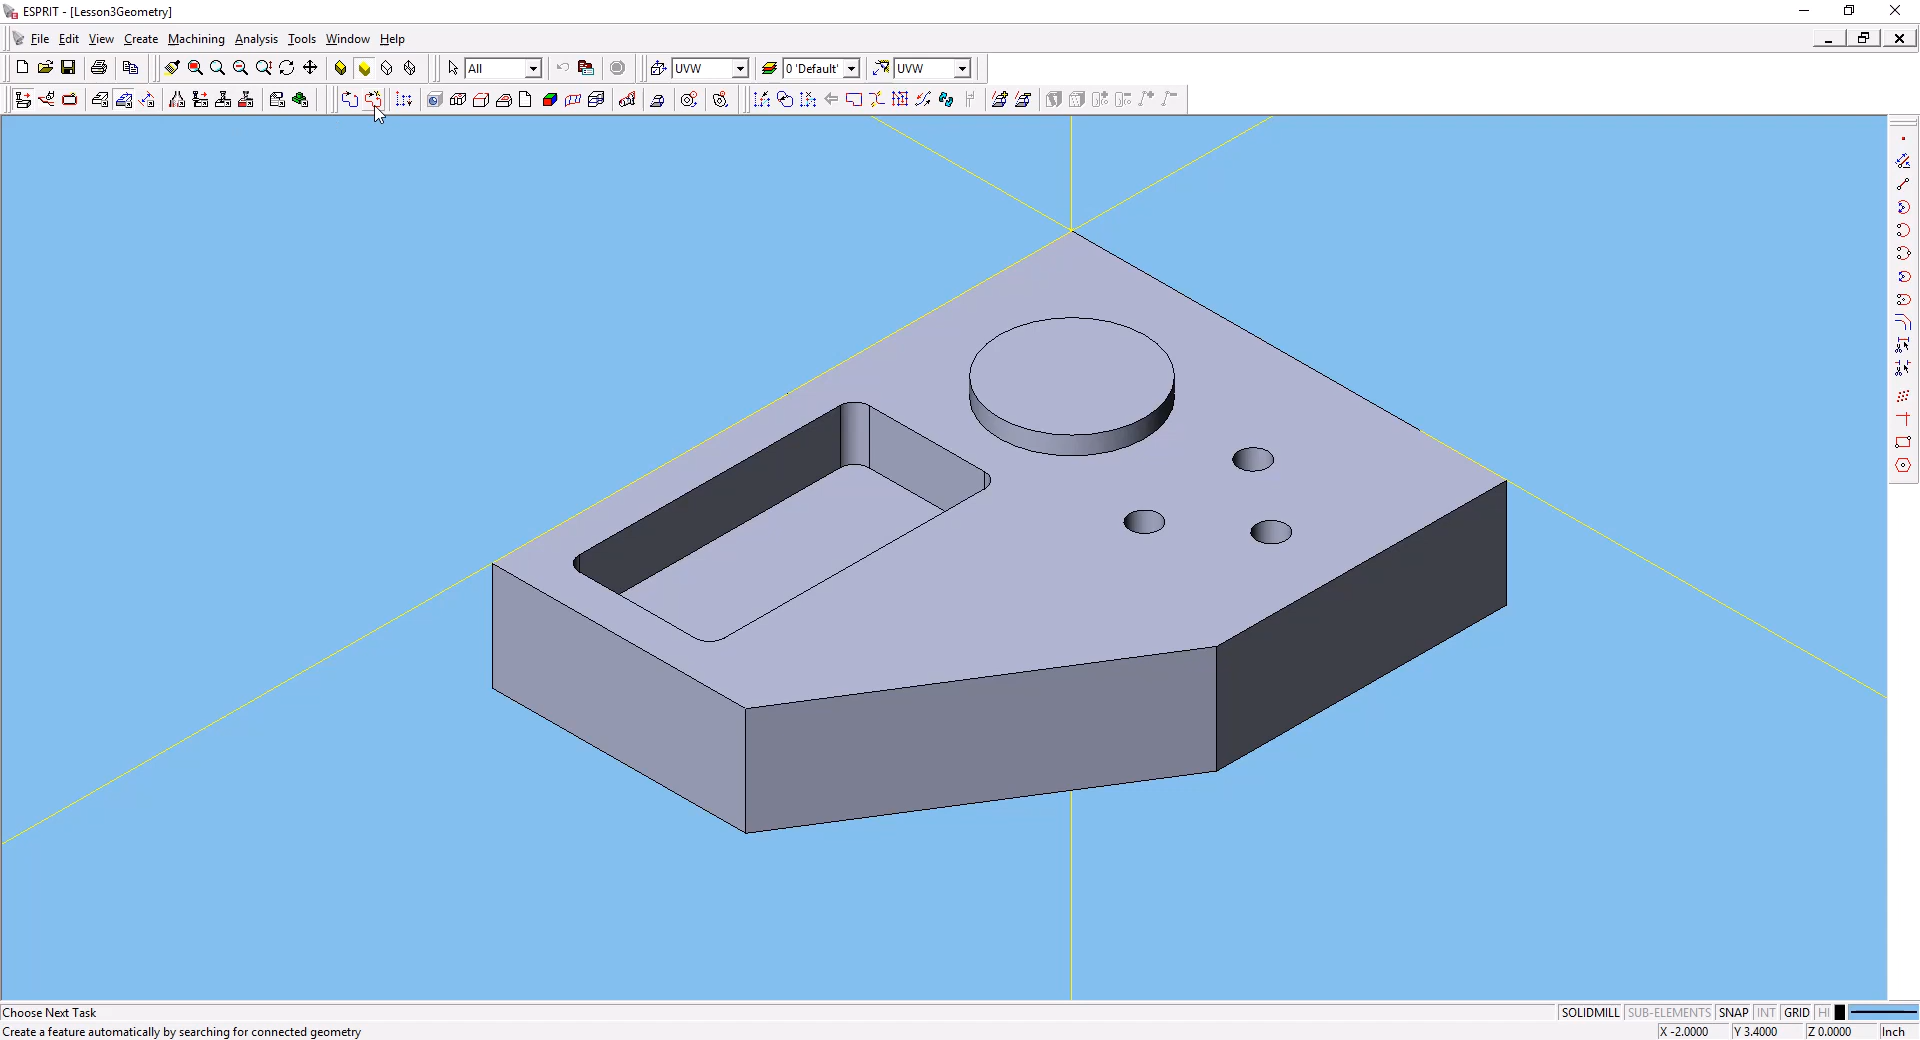 ESPRIT - [Lesson3Geometry]
File Edit View Create Machining Analysis Tools Window Help
All UVW 0 'Default' UVW
Choose Next Task SOLIDMILL SUB-ELEMENTS SNAP INT GRID HI
Create a feature automatically by searching for connected geometry X -2.0000 Y 3.4000 Z 0.0000 Inch